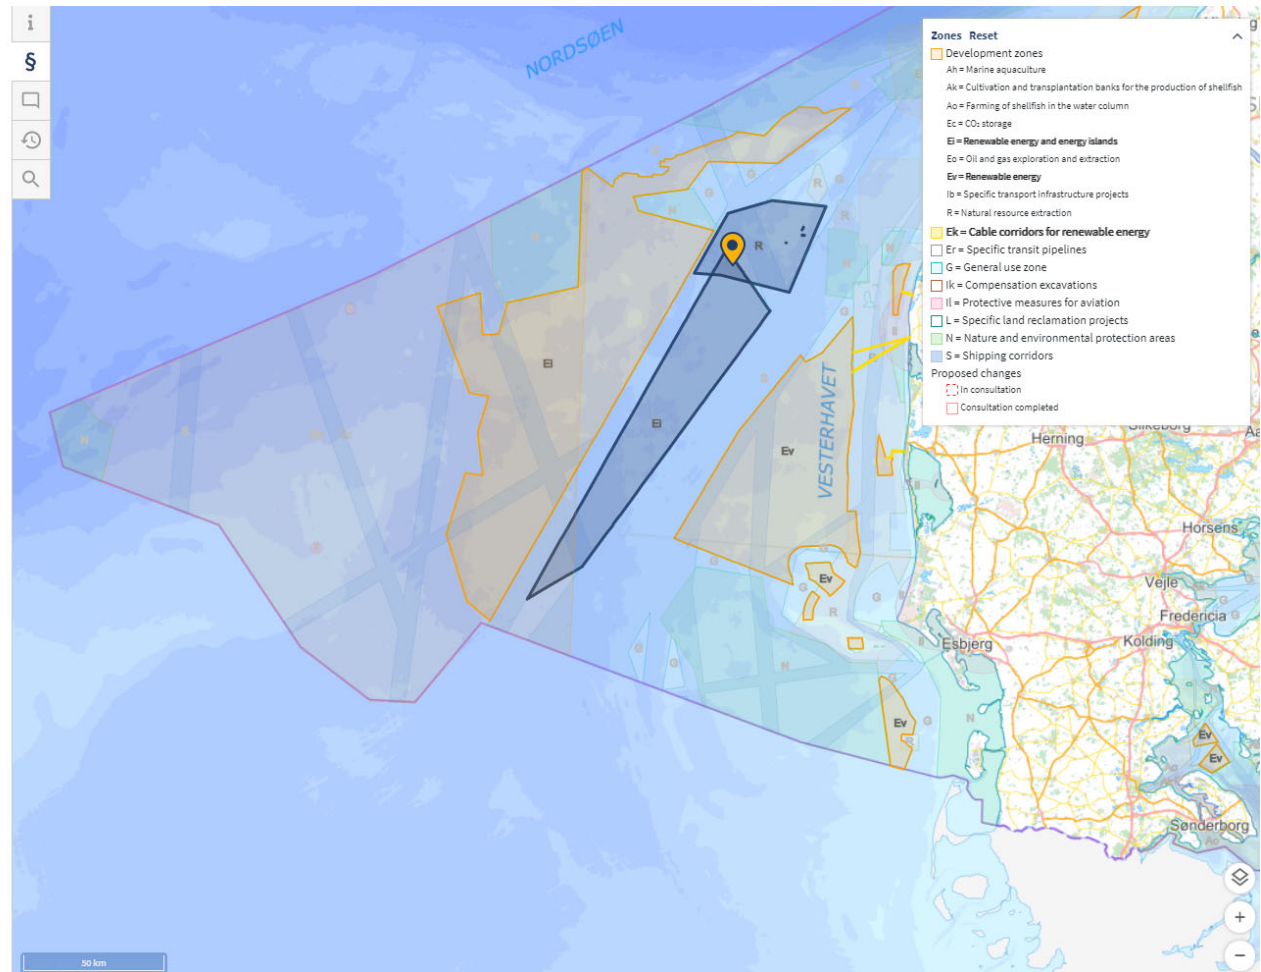 i
§
NORDSØEN
Zones Reset
Development zones
Ah = Marine aquaculture
Ak = Cultivation and transplantation banks for the production of shellfish
Ao = Farming of shellfish in the water column
Ec = CO₂ storage
Ei = Renewable energy and energy islands
Eo = Oil and gas exploration and extraction
Ev = Renewable energy
Ib = Specific transport infrastructure projects
R = Natural resource extraction
Ek = Cable corridors for renewable energy
Er = Specific transit pipelines
G = General use zone
Ik = Compensation excavations
Il = Protective measures for aviation
L = Specific land reclamation projects
N = Nature and environmental protection areas
S = Shipping corridors
Proposed changes
In consultation
Consultation completed
G
R
G
G
N
R
R
N
N
G
Ei
VESTERHAVET
Ei
Ev
N
Silkeborg
Herning
Horsens
Vejle
Fredericia
Kolding
Esbjerg
G
Ev
G
G
R
G
G
N
Ev
G
N
R
Ev
Ev
Sønderborg
Ao
50 km
+
−